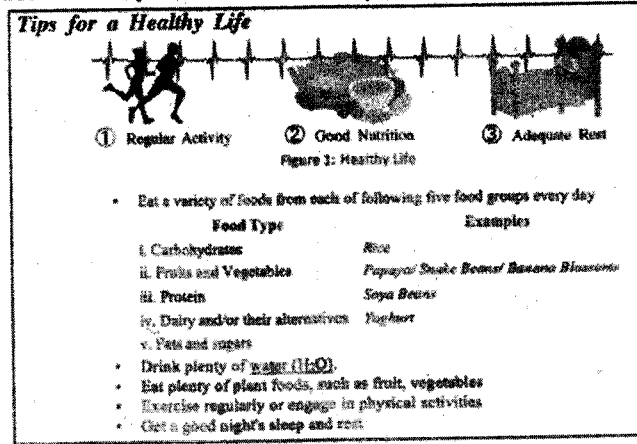 Tips for a Healthy Life
① Regular Activity ② Good Nutrition ③ Adequate Rest
Figure 1: Healthy Life
• Eat a variety of foods from each of following five food groups every day
Food Type Examples
i. Carbohydrates Rice
ii. Fruits and Vegetables Papaya/ Snake Beans/ Banana Blossoms
iii. Protein Soya Beans
iv. Dairy and/or their alternatives Yoghurt
v. Fats and sugars
• Drink plenty of water (H2O).
• Eat plenty of plant foods, such as fruit, vegetables
• Exercise regularly or engage in physical activities
• Get a good night's sleep and rest